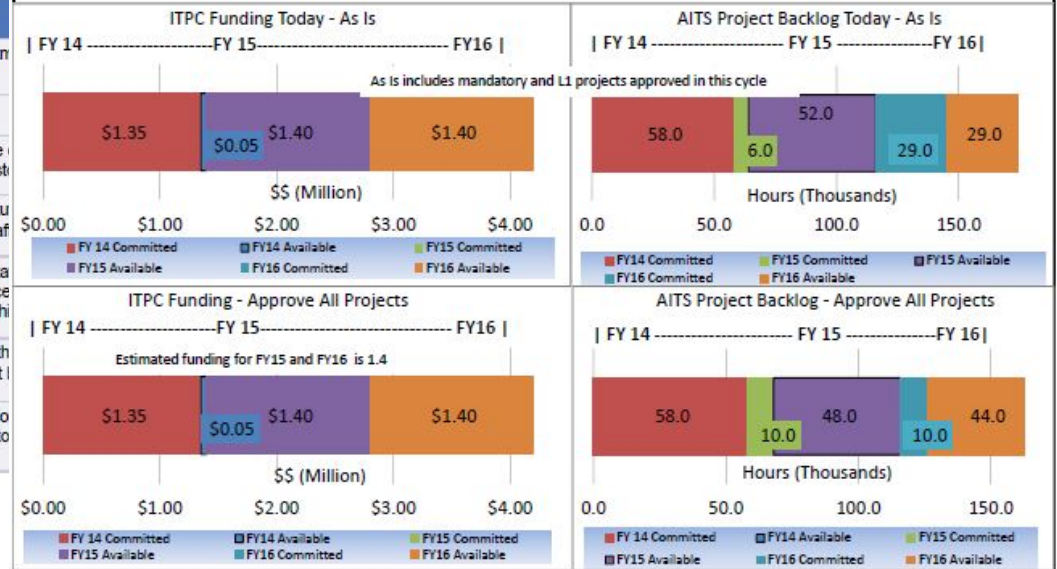 ITPC Funding Today - As Is
| FY 14 ----------------------FY 15--------------------------------- FY16 |
$1.35 $0.05 $1.40 $1.40
$$ (Million)
$0.00 $1.00 $2.00 $3.00 $4.00
FY 14 Committed FY14 Available FY15 Committed
FY15 Available FY16 Committed FY16 Available
AITS Project Backlog Today - As Is
| FY 14 ----------------------- FY 15 --------------- FY 16|
As Is includes mandatory and L1 projects approved in this cycle
58.0 6.0 52.0 29.0 29.0
Hours (Thousands)
0.0 50.0 100.0 150.0
FY14 Committed FY15 Committed FY15 Available
FY16 Committed FY16 Available
ITPC Funding - Approve All Projects
| FY 14 ----------------------FY 15--------------------------------- FY16 |
Estimated funding for FY15 and FY16 is 1.4
$1.35 $0.05 $1.40 $1.40
$$ (Million)
$0.00 $1.00 $2.00 $3.00 $4.00
FY 14 Committed FY14 Available FY15 Committed
FY15 Available FY16 Committed FY16 Available
AITS Project Backlog - Approve All Projects
| FY 14 ------------------------ FY 15 --------------- FY 16|
58.0 10.0 48.0 10.0 44.0
Hours (Thousands)
0.0 50.0 100.0 150.0
FY 14 Committed FY14 Available FY15 Committed
FY15 Available FY16 Committed FY16 Available